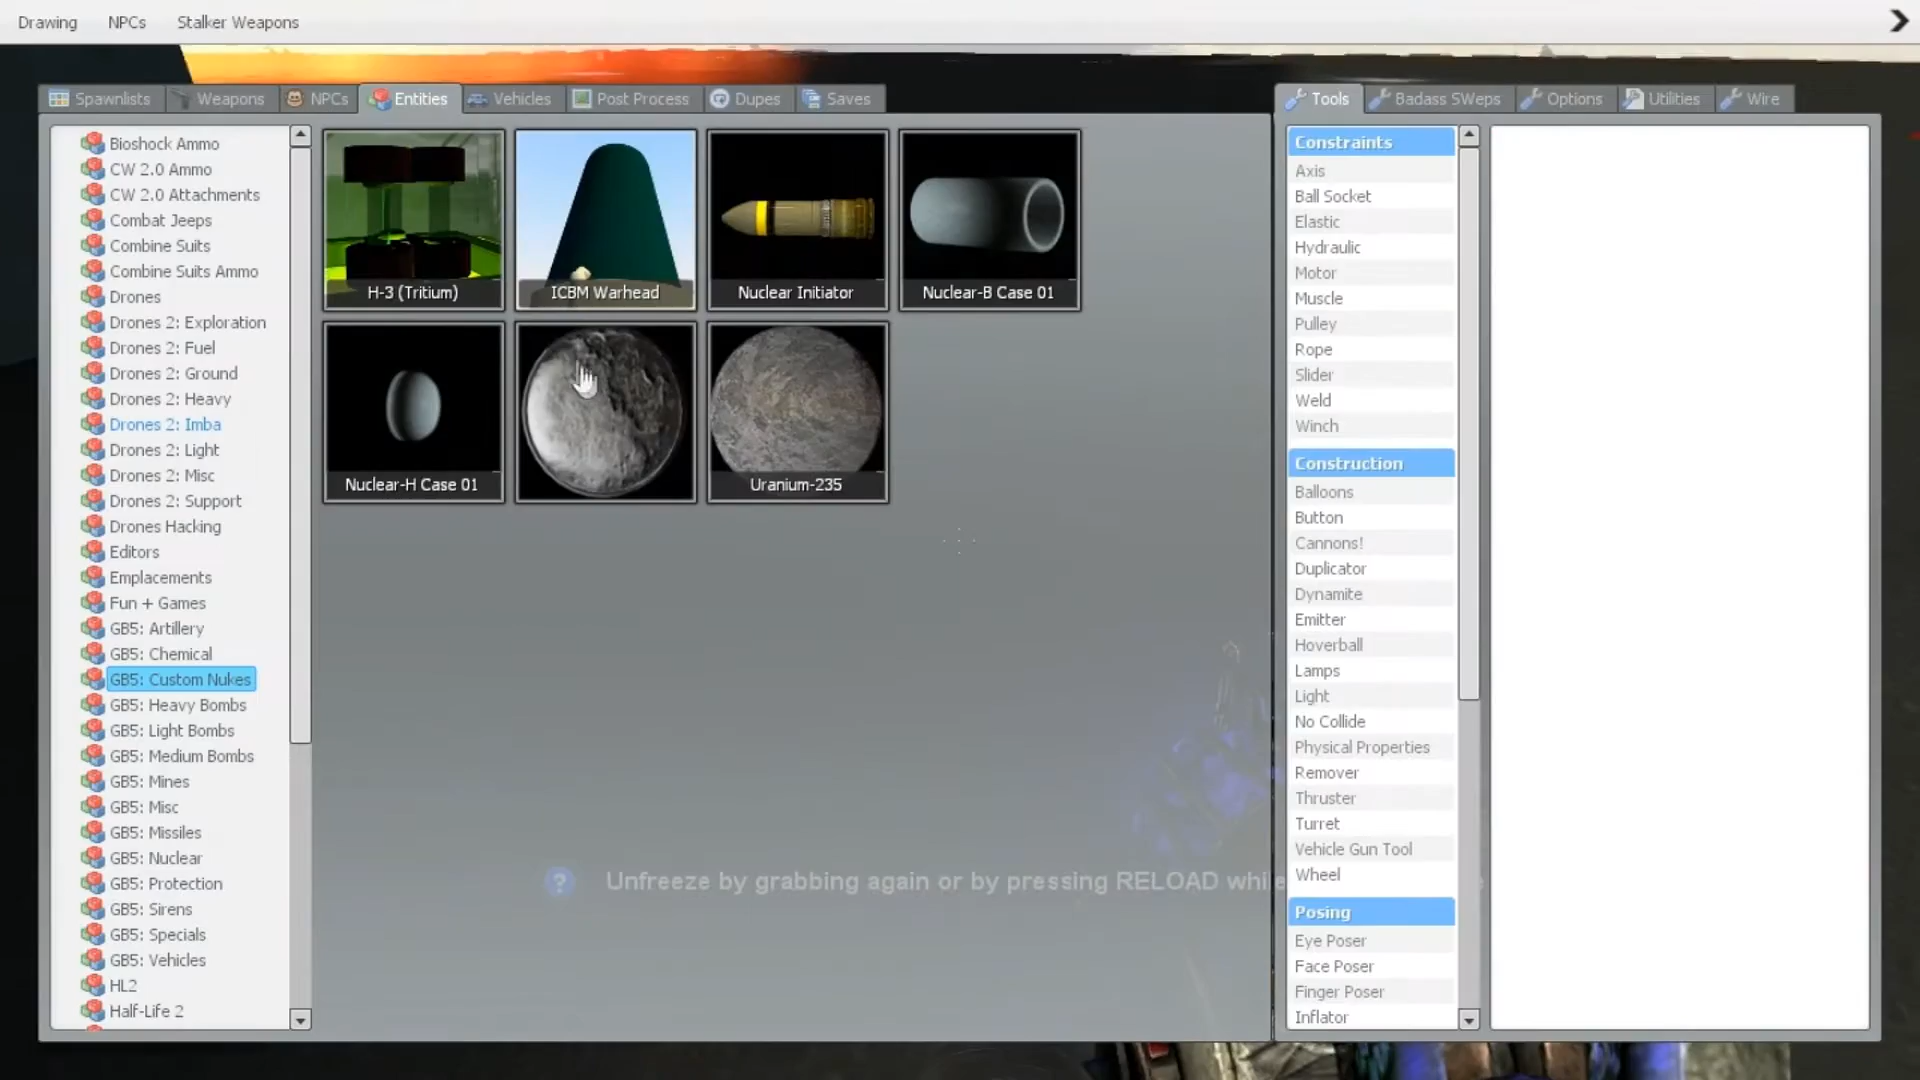 Drawing NPCs Stalker Weapons
Spawnlists Weapons NPCs Entities Vehicles Post Process Dupes Saves
Tools Badass SWeps Options Utilities Wire
Bioshock Ammo
CW 2.0 Ammo
CW 2.0 Attachments
Combat Jeeps
Combine Suits
Combine Suits Ammo
Drones
Drones 2: Exploration
Drones 2: Fuel
Drones 2: Ground
Drones 2: Heavy
Drones 2: Imba
Drones 2: Light
Drones 2: Misc
Drones 2: Support
Drones Hacking
Editors
Emplacements
Fun + Games
GB5: Artillery
GB5: Chemical
GB5: Custom Nukes
GB5: Heavy Bombs
GB5: Light Bombs
GB5: Medium Bombs
GB5: Mines
GB5: Misc
GB5: Missiles
GB5: Nuclear
GB5: Protection
GB5: Sirens
GB5: Specials
GB5: Vehicles
HL2
Half-Life 2
H-3 (Tritium) ICBM Warhead Nuclear Initiator Nuclear-B Case 01
Nuclear-H Case 01 Uranium-235
? Unfreeze by grabbing again or by pressing RELOAD while
Constraints
Axis
Ball Socket
Elastic
Hydraulic
Motor
Muscle
Pulley
Rope
Slider
Weld
Winch
Construction
Balloons
Button
Cannons!
Duplicator
Dynamite
Emitter
Hoverball
Lamps
Light
No Collide
Physical Properties
Remover
Thruster
Turret
Vehicle Gun Tool
Wheel
Posing
Eye Poser
Face Poser
Finger Poser
Inflator